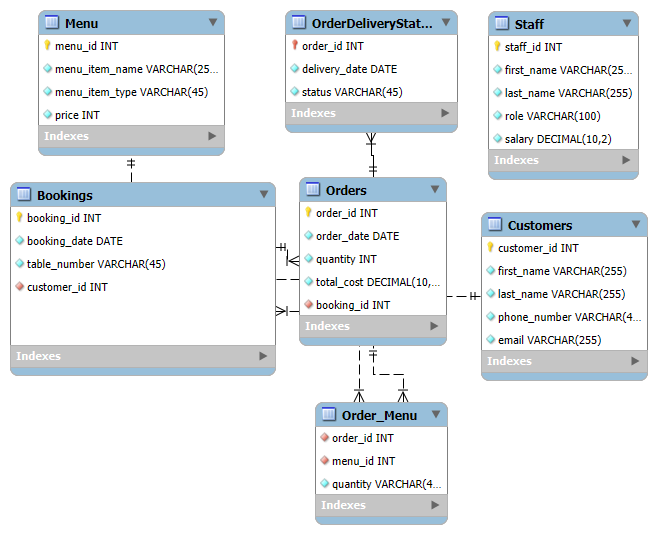 Menu
menu_id INT
menu_item_name VARCHAR(25...
menu_item_type VARCHAR(45)
price INT
Indexes
OrderDeliveryStat...
order_id INT
delivery_date DATE
status VARCHAR(45)
Indexes
Staff
staff_id INT
first_name VARCHAR(25...
last_name VARCHAR(255)
role VARCHAR(100)
salary DECIMAL(10,2)
Indexes
Bookings
booking_id INT
booking_date DATE
table_number VARCHAR(45)
customer_id INT
Indexes
Orders
order_id INT
order_date DATE
quantity INT
total_cost DECIMAL(10,...
booking_id INT
Indexes
Customers
customer_id INT
first_name VARCHAR(255)
last_name VARCHAR(255)
phone_number VARCHAR(4...
email VARCHAR(255)
Indexes
Order_Menu
order_id INT
menu_id INT
quantity VARCHAR(4...
Indexes